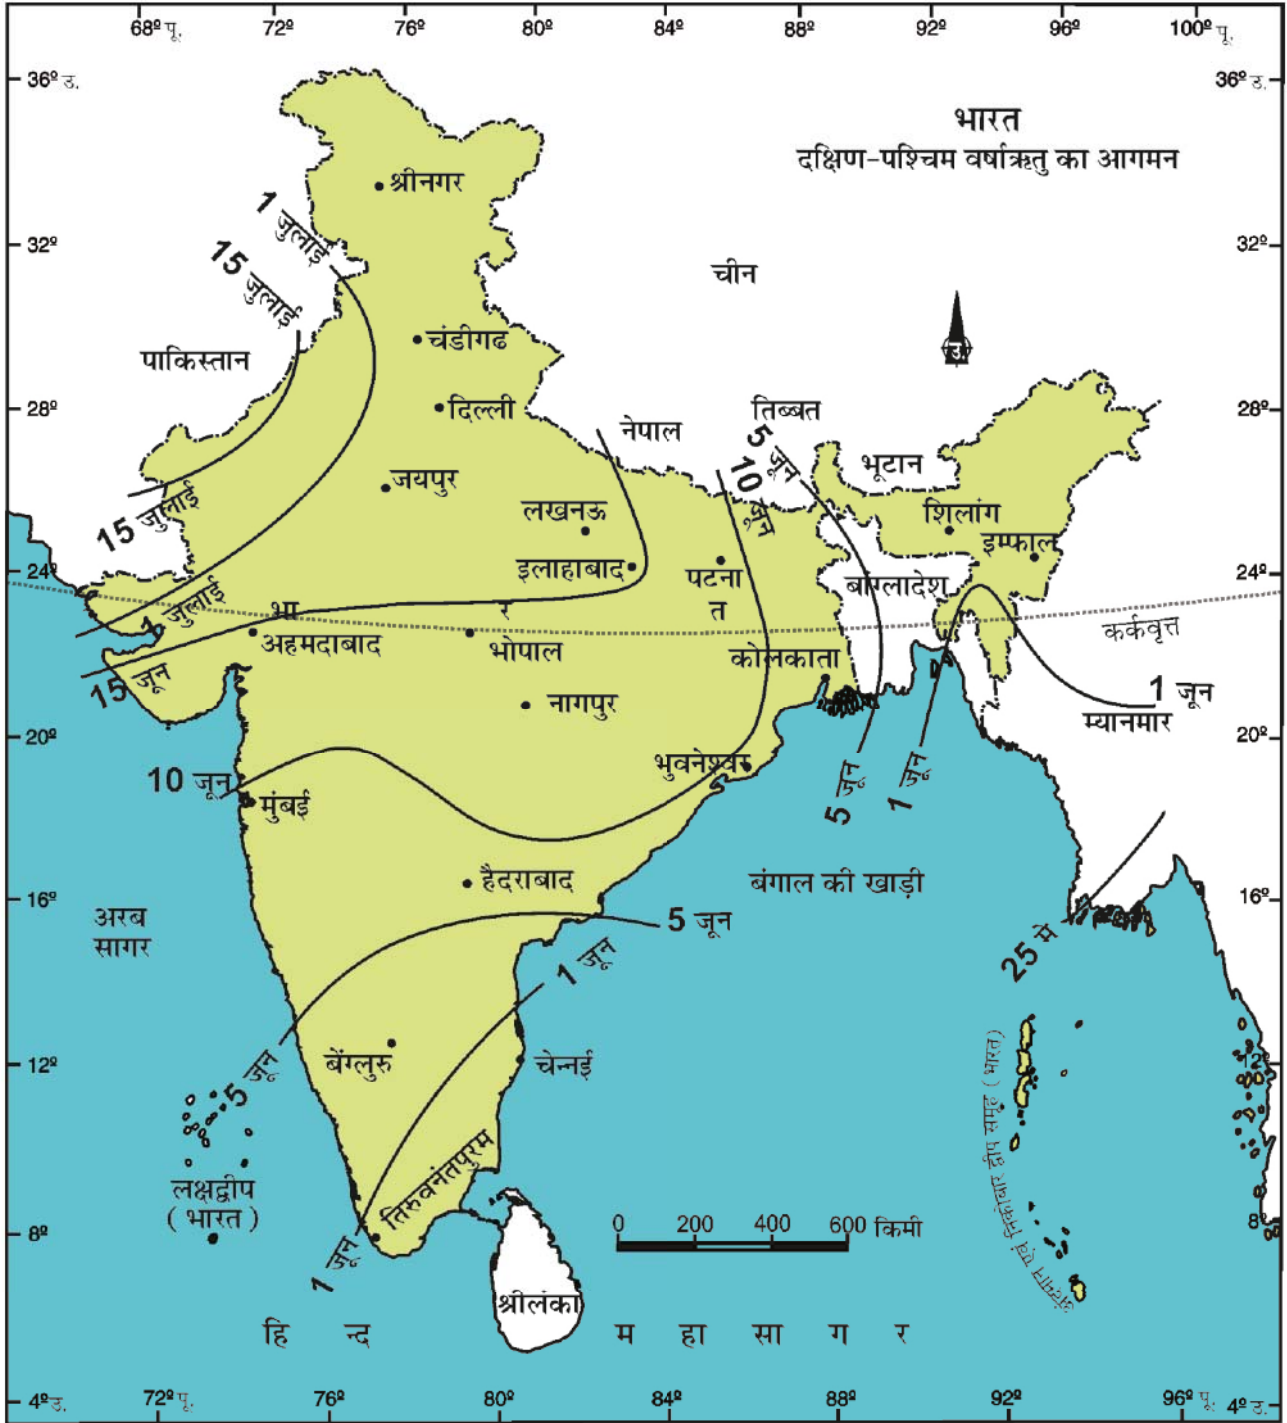 68º पू.
72º
76º
80º
84º
88º
92º
96º
100º पू.
36º उ.
36º उ.
भारत
दक्षिण-पश्चिम वर्षाऋतु का आगमन
श्रीनगर
1 जुलाई
32º
32º
15 जुलाई
चीन
उ
चंडीगढ
पाकिस्तान
28º
28º
दिल्ली
तिब्बत
नेपाल
5 जून
भूटान
10 जून
जयपुर
15 जुलाई
लखनऊ
शिलांग
इम्फाल
24º
24º
इलाहाबाद
पटना
बांग्लादेश
1 जुलाई
भा
र
त
कर्कवृत्त
अहमदाबाद
भोपाल
कोलकाता
15 जून
नागपुर
1 जून
म्यानमार
20º
20º
10 जून
भुवनेश्वर
5 जून
1 जून
मुंबई
हैदराबाद
बंगाल की खाड़ी
16º
16º
अरब
सागर
5 जून
1 जून
25 मे
12º
12º
5 जून
बेंग्लुरु
चेन्नई
अंदमान एवं निकोबार द्वीप समूह (भारत)
लक्षद्वीप
( भारत )
तिरुवनंतपुरम
8º
8º
0 200 400 600 किमी
1 जून
श्रीलंका
हि न्द म हा सा ग र
4º उ.
72º पू.
76º
80º
84º
88º
92º
96º पू.
4º उ.